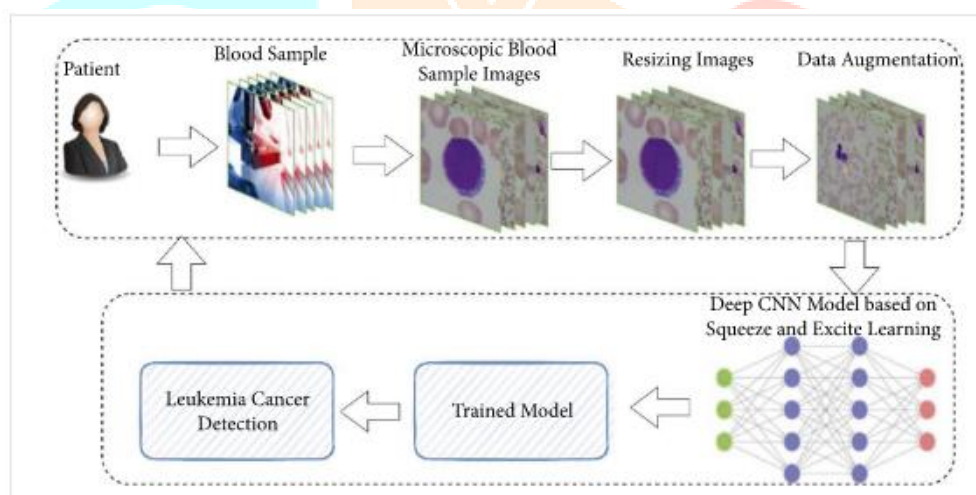 Patient
Blood Sample
Microscopic Blood
Sample Images
Resizing Images
Data Augmentation
Deep CNN Model based on
Squeeze and Excite Learning
Leukemia Cancer
Detection
Trained Model